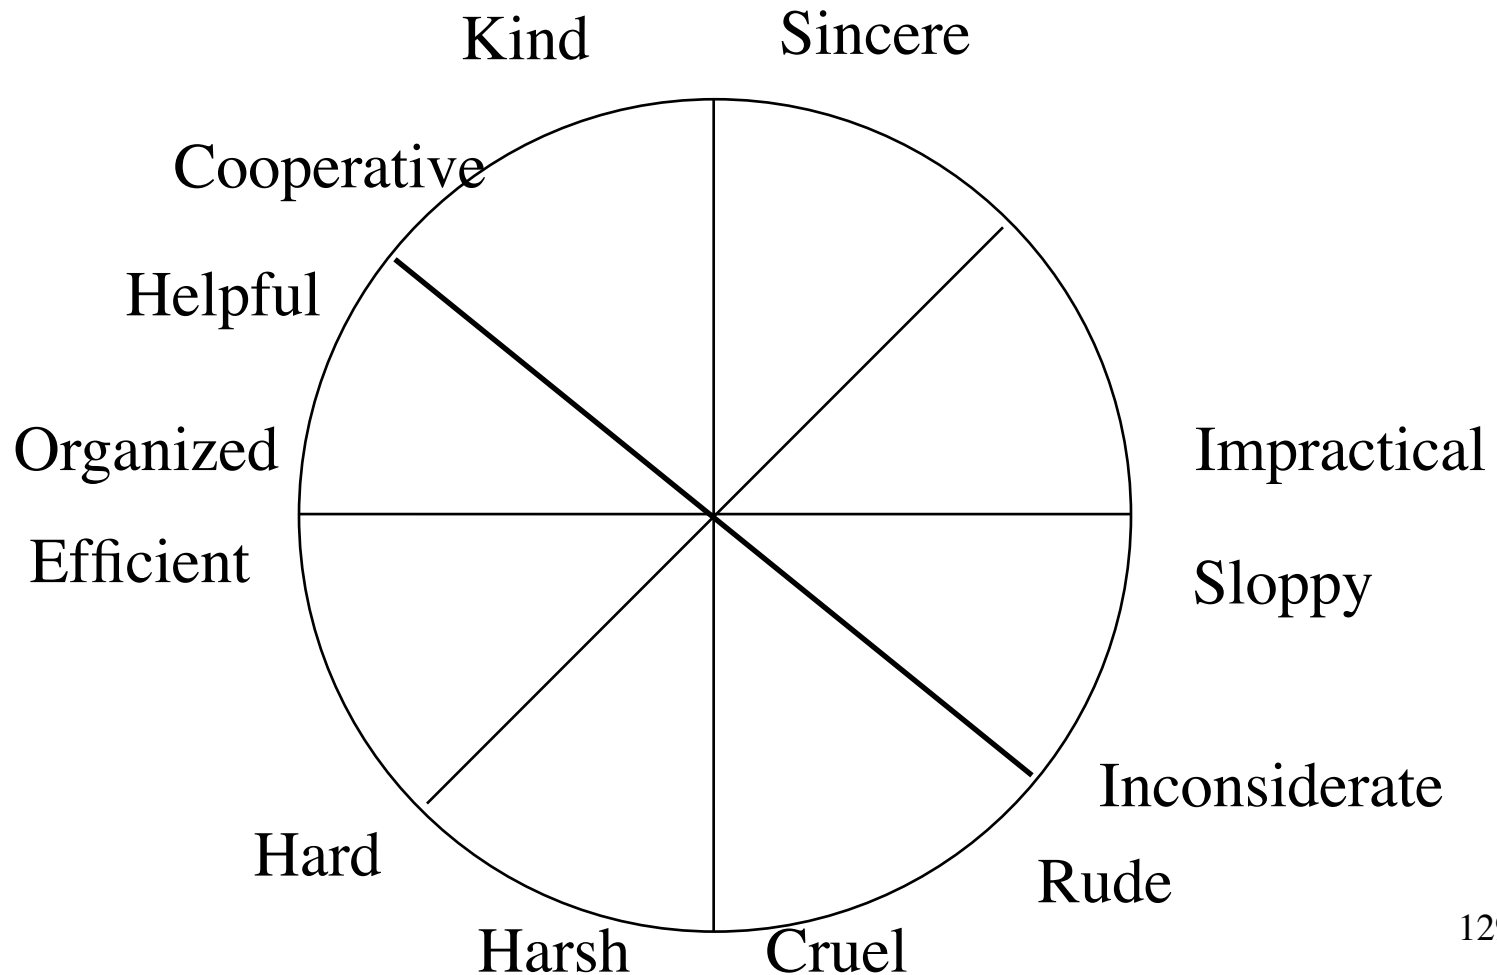 Kind
Sincere
Cooperative
Helpful
Organized
Impractical
Efficient
Sloppy
Inconsiderate
Hard
Rude
Harsh
Cruel